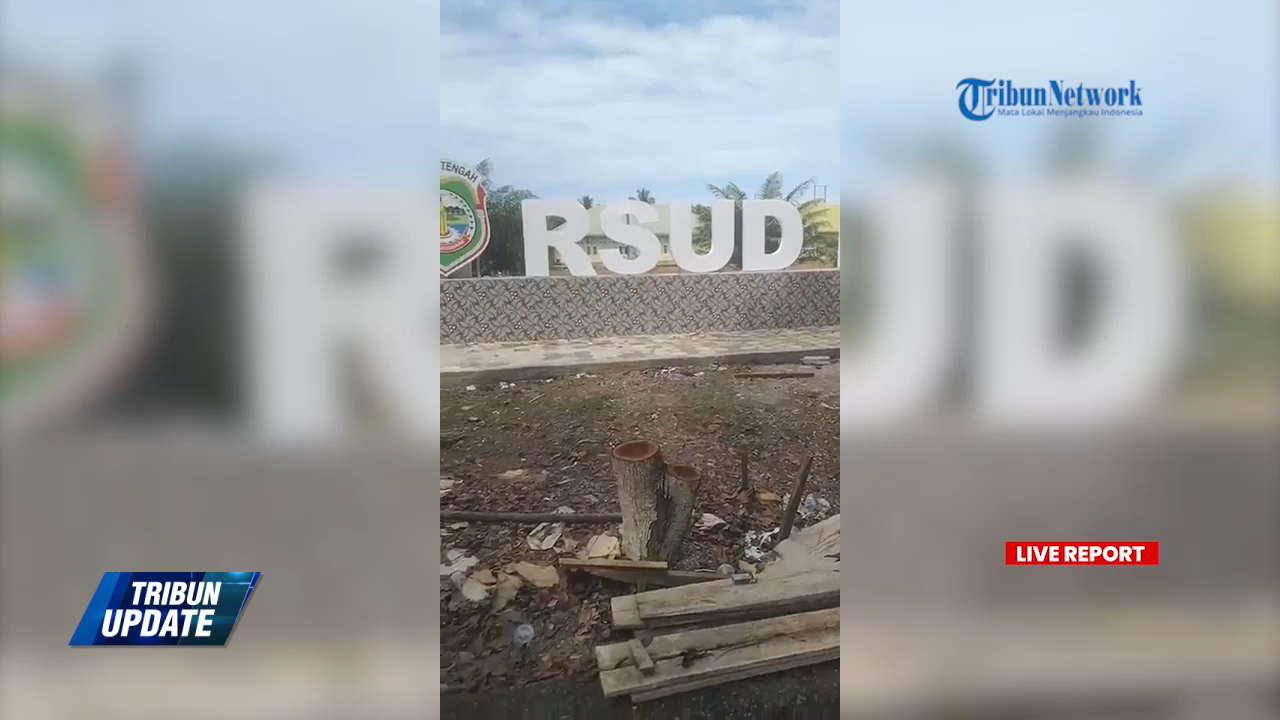 TribunNetwork
Mata Lokal Menjangkau Indonesia
TENGAH
RSUD
LIVE REPORT
TRIBUN
UPDATE